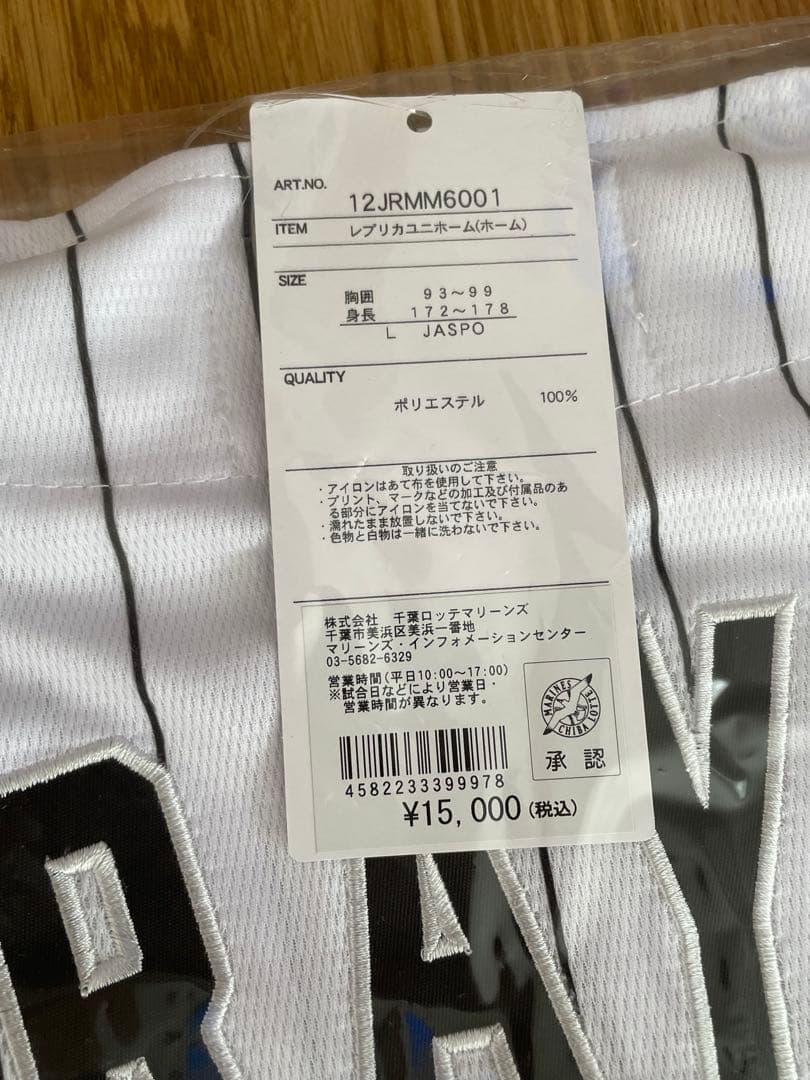 ART.NO.
12JRMM6001
ITEM
レプリカユニホーム(ホーム)
SIZE
胸囲 93～99
身長 172～178
L JASPO
QUALITY
ポリエステル 100%
取り扱いのご注意
・アイロンはあて布を使用して下さい。
・プリント、マークなどの加工及び付属品のあ
る部分にアイロンを当てないで下さい。
・濡れたまま放置しないで下さい。
・色物と白物は一緒に洗わないで下さい。
株式会社 千葉ロッテマリーンズ
千葉市美浜区美浜一番地
マリーンズ・インフォメーションセンター
03-5682-6329
営業時間(平日10:00～17:00)
※試合日などにより営業日・
営業時間が異なります。
MARINES
LOTTE
CHIBA
承認
4582233399978
¥15,000(税込)
RAY